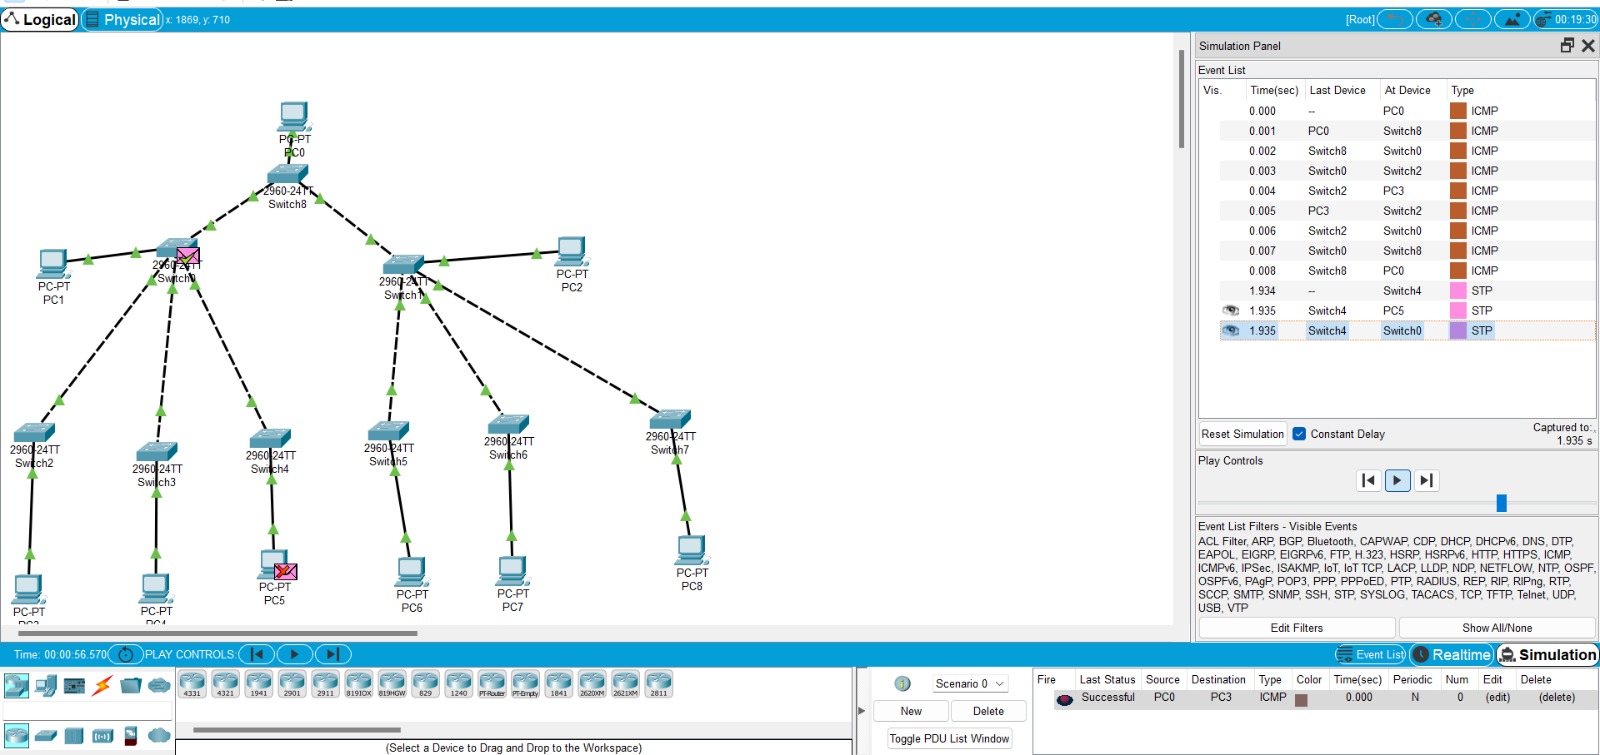 Logical
Physical x: 1869, y: 710
[Root]
00:19:30
PC-PT
PC0
2960-24TT
Switch8
PC-PT
PC1
2960-24TT
Switch0
2960-24TT
Switch1
PC-PT
PC2
2960-24TT
Switch2
2960-24TT
Switch3
2960-24TT
Switch4
2960-24TT
Switch5
2960-24TT
Switch6
2960-24TT
Switch7
PC-PT
PC-PT
PC-PT
PC5
PC-PT
PC6
PC-PT
PC7
PC-PT
PC8
Simulation Panel
Event List
Vis. Time(sec) Last Device At Device Type
0.000 -- PC0 ICMP
0.001 PC0 Switch8 ICMP
0.002 Switch8 Switch0 ICMP
0.003 Switch0 Switch2 ICMP
0.004 Switch2 PC3 ICMP
0.005 PC3 Switch2 ICMP
0.006 Switch2 Switch0 ICMP
0.007 Switch0 Switch8 ICMP
0.008 Switch8 PC0 ICMP
1.934 -- Switch4 STP
1.935 Switch4 PC5 STP
1.935 Switch4 Switch0 STP
Reset Simulation Constant Delay
Captured to:
1.935 s
Play Controls
Event List Filters - Visible Events
ACL Filter, ARP, BGP, Bluetooth, CAPWAP, CDP, DHCP, DHCPv6, DNS, DTP,
EAPOL, EIGRP, EIGRPv6, FTP, H.323, HSRP, HSRPv6, HTTP, HTTPS, ICMP,
ICMPv6, IPSec, ISAKMP, IoT, IoT TCP, LACP, LLDP, NDP, NETFLOW, NTP, OSPF,
OSPFv6, PAgP, POP3, PPP, PPPoED, PTP, RADIUS, REP, RIP, RIPng, RTP,
SCCP, SMTP, SNMP, SSH, STP, SYSLOG, TACACS, TCP, TFTP, Telnet, UDP,
USB, VTP
Edit Filters Show All/None
Time: 00:00:56.570 PLAY CONTROLS:
Event List Realtime Simulation
4331 4321 1941 2901 2911 819IOX 819HGW 829 1240 PT-Router PT-Empty 1841 2620XM 2621XM 2811
(Select a Device to Drag and Drop to the Workspace)
Scenario 0
New Delete
Toggle PDU List Window
Fire Last Status Source Destination Type Color Time(sec) Periodic Num Edit Delete
Successful PC0 PC3 ICMP 0.000 N 0 (edit) (delete)